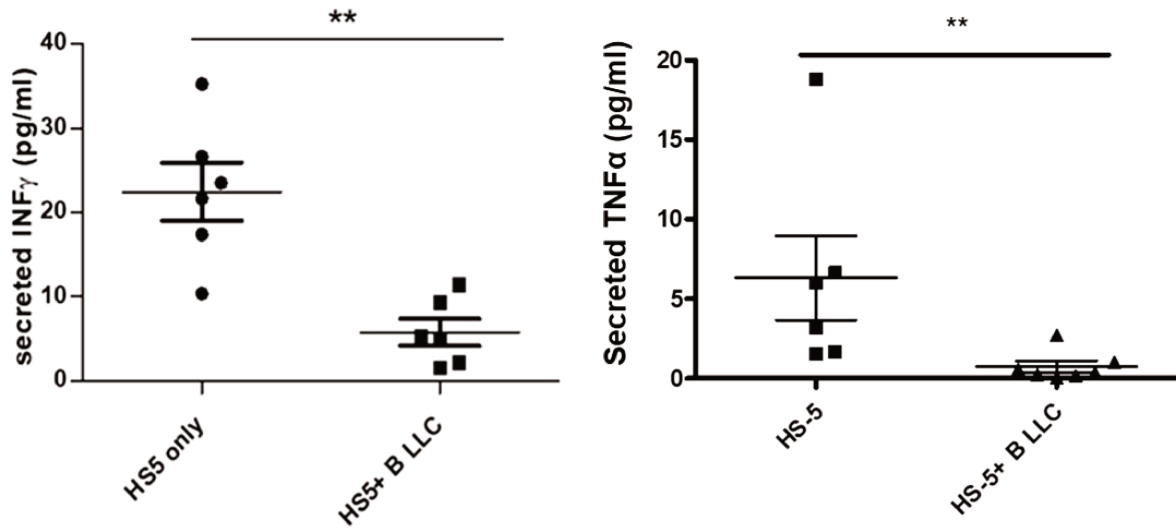 **
secreted INFγ (pg/ml)
40
30
20
10
0
HS5 only
HS5+ B LLC
**
Secreted TNFα (pg/ml)
20
15
10
5
0
HS-5
HS-5+ B LLC